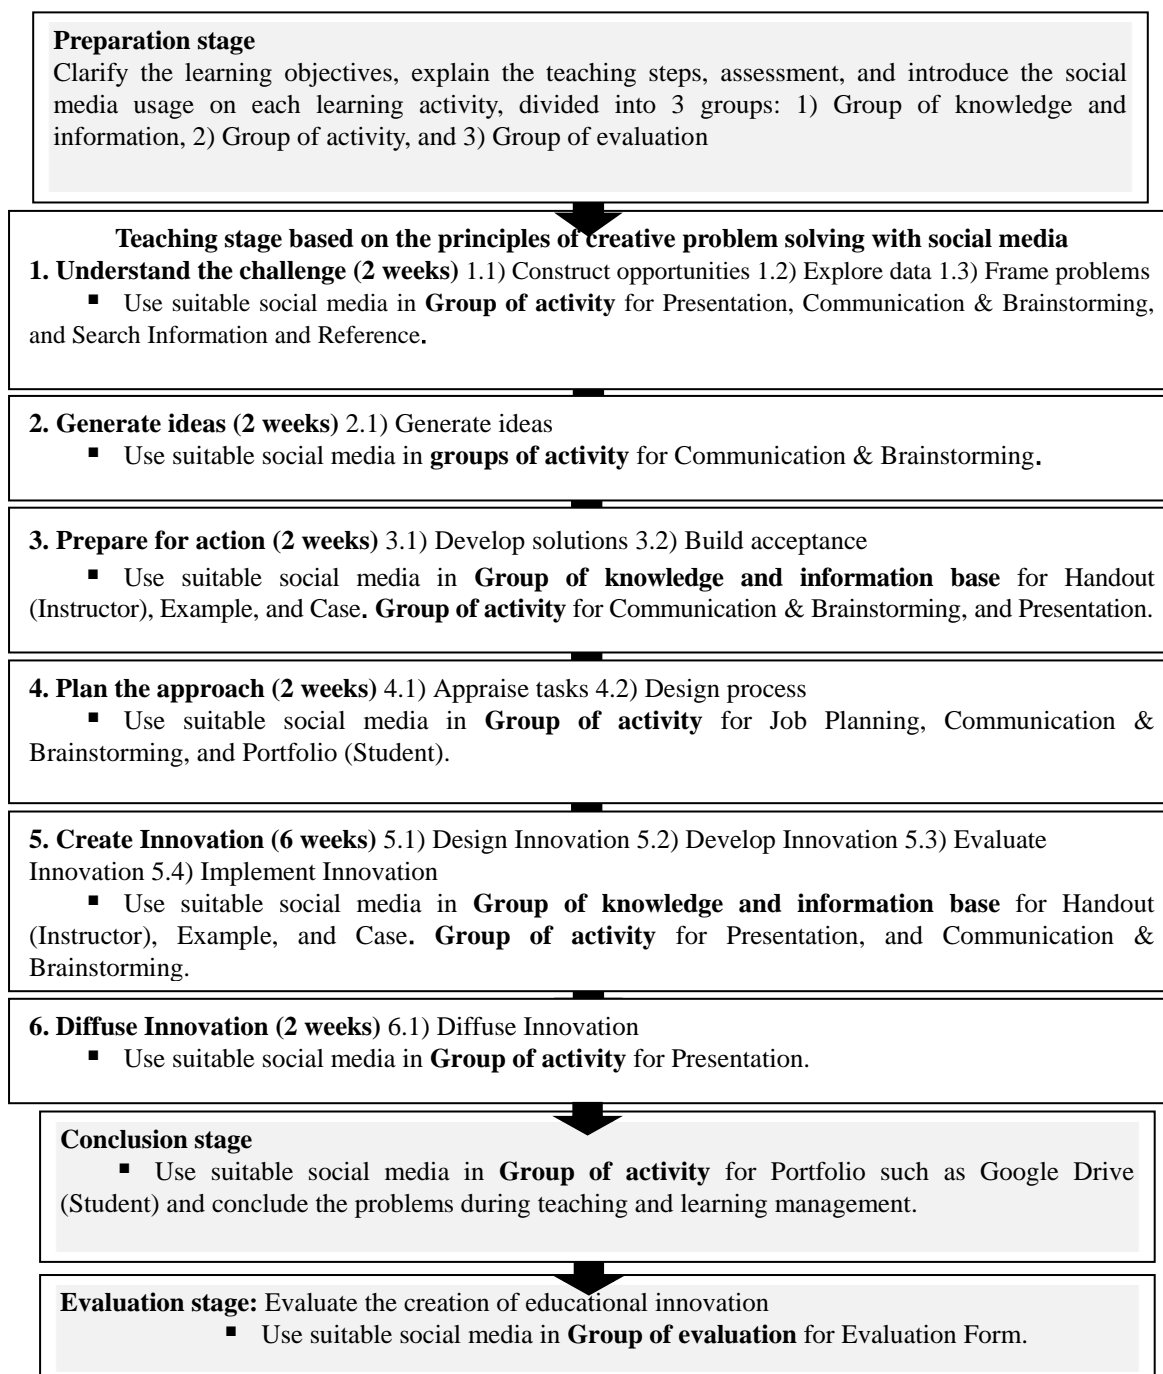 Preparation stage
Clarify the learning objectives, explain the teaching steps, assessment, and introduce the social
media usage on each learning activity, divided into 3 groups: 1) Group of knowledge and
information, 2) Group of activity, and 3) Group of evaluation
Teaching stage based on the principles of creative problem solving with social media
1. Understand the challenge (2 weeks) 1.1) Construct opportunities 1.2) Explore data 1.3) Frame problems
▪ Use suitable social media in Group of activity for Presentation, Communication & Brainstorming,
and Search Information and Reference.
2. Generate ideas (2 weeks) 2.1) Generate ideas
▪ Use suitable social media in groups of activity for Communication & Brainstorming.
3. Prepare for action (2 weeks) 3.1) Develop solutions 3.2) Build acceptance
▪ Use suitable social media in Group of knowledge and information base for Handout
(Instructor), Example, and Case. Group of activity for Communication & Brainstorming, and Presentation.
4. Plan the approach (2 weeks) 4.1) Appraise tasks 4.2) Design process
▪ Use suitable social media in Group of activity for Job Planning, Communication &
Brainstorming, and Portfolio (Student).
5. Create Innovation (6 weeks) 5.1) Design Innovation 5.2) Develop Innovation 5.3) Evaluate
Innovation 5.4) Implement Innovation
▪ Use suitable social media in Group of knowledge and information base for Handout
(Instructor), Example, and Case. Group of activity for Presentation, and Communication &
Brainstorming.
6. Diffuse Innovation (2 weeks) 6.1) Diffuse Innovation
▪ Use suitable social media in Group of activity for Presentation.
Conclusion stage
▪ Use suitable social media in Group of activity for Portfolio such as Google Drive
(Student) and conclude the problems during teaching and learning management.
Evaluation stage: Evaluate the creation of educational innovation
▪ Use suitable social media in Group of evaluation for Evaluation Form.